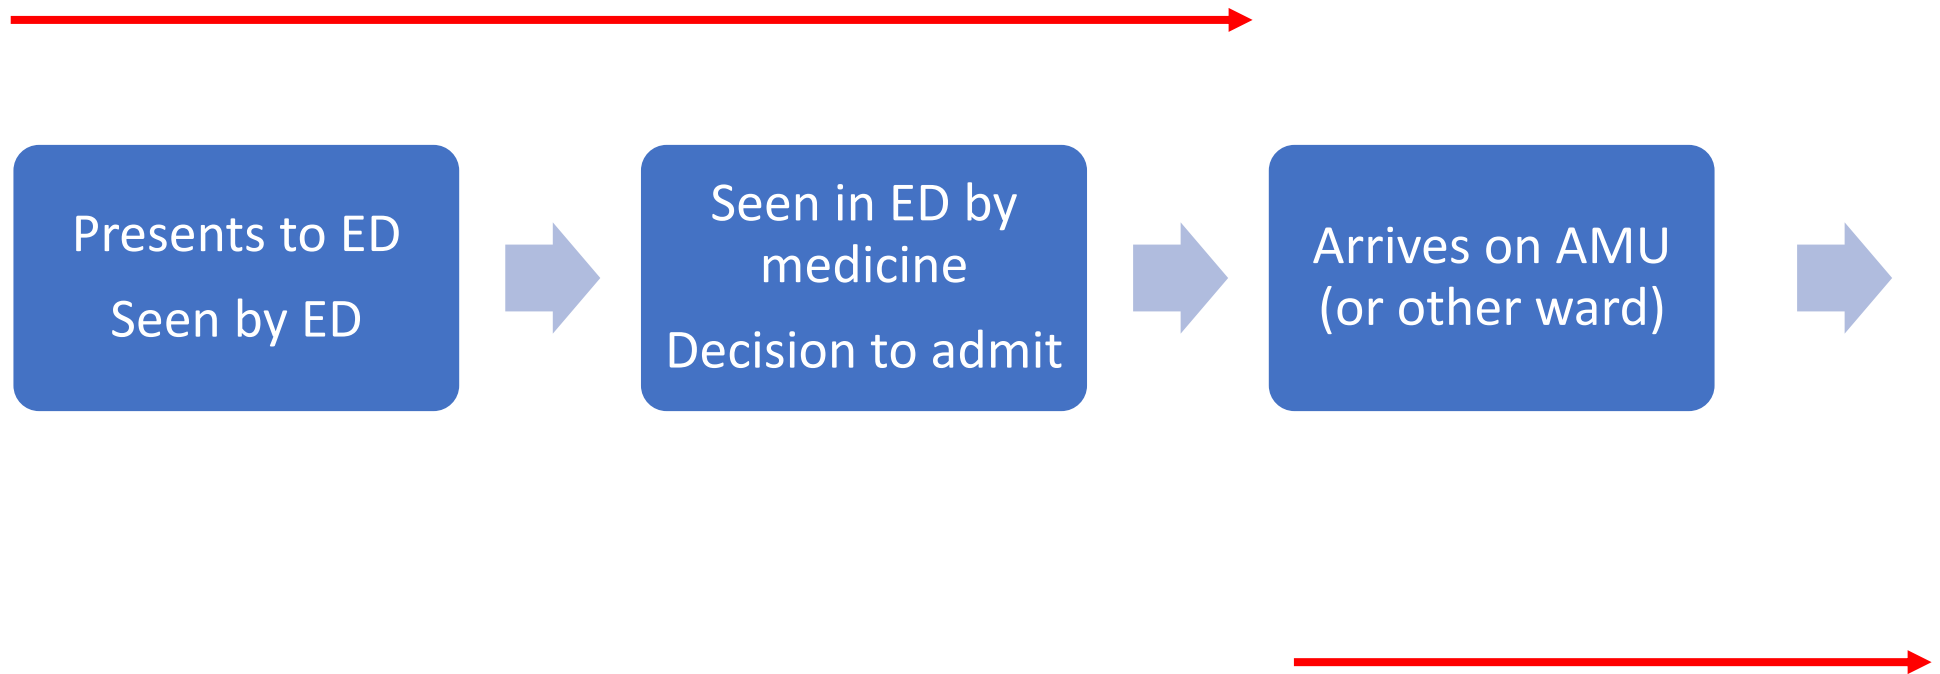 Presents to ED
Seen by ED
Seen in ED by
medicine
Decision to admit
Arrives on AMU
(or other ward)